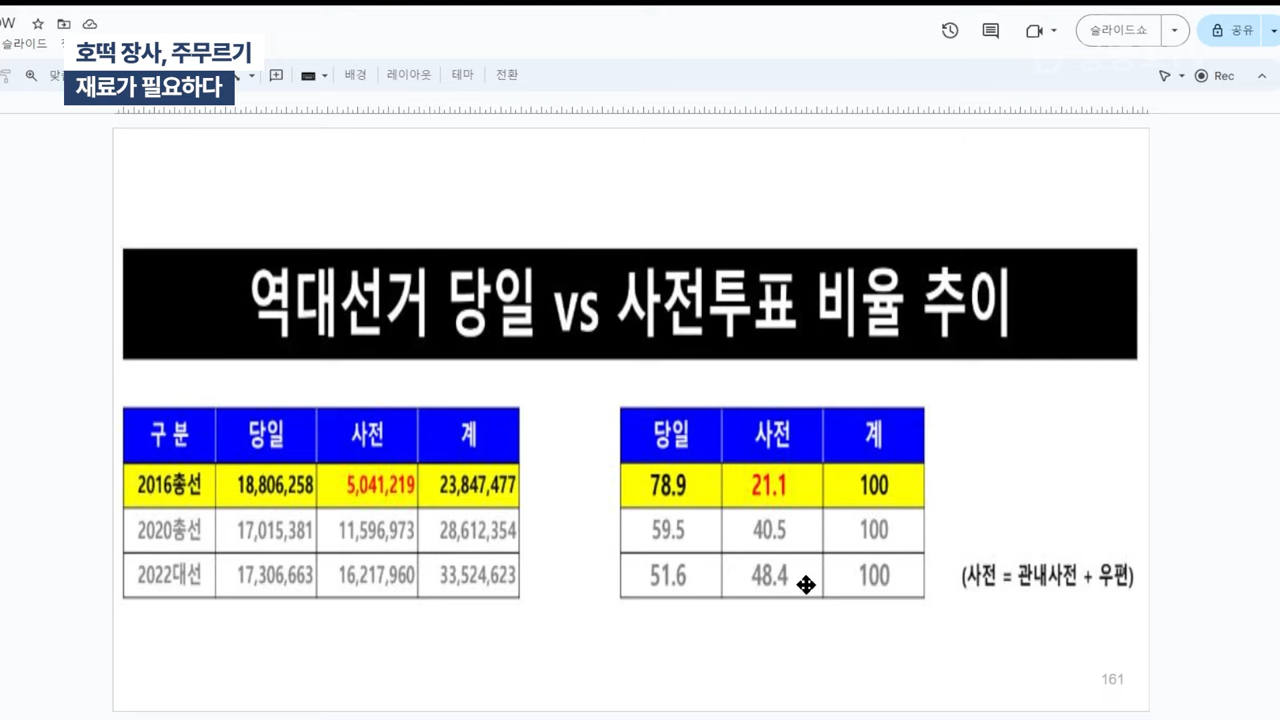 호떡 장사, 주무르기
재료가 필요하다
슬라이드
슬라이드쇼
공유
배경
레이아웃
테마
전환
Rec
역대선거 당일 vs 사전투표 비율 추이
구 분 당일 사전 계
2016총선 18,806,258 5,041,219 23,847,477
2020총선 17,015,381 11,596,973 28,612,354
2022대선 17,306,663 16,217,960 33,524,623
당일 사전 계
78.9 21.1 100
59.5 40.5 100
51.6 48.4 100
(사전 = 관내사전 + 우편)
161